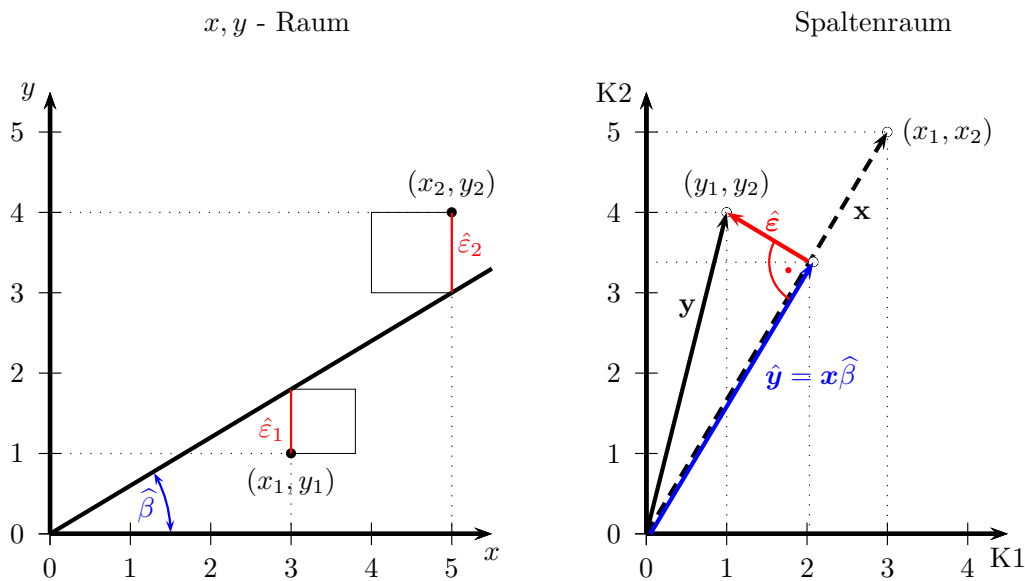 x, y - Raum
y
5
4
3
2
1
0
0
1
2
3
4
5
x
(x₂, y₂)
ε̂₂
ε̂₁
(x₁, y₁)
β̂
Spaltenraum
K2
5
4
3
2
1
0
0
1
2
3
4
K1
(x₁, x₂)
(y₁, y₂)
ε̂
x
y
ŷ = xβ̂